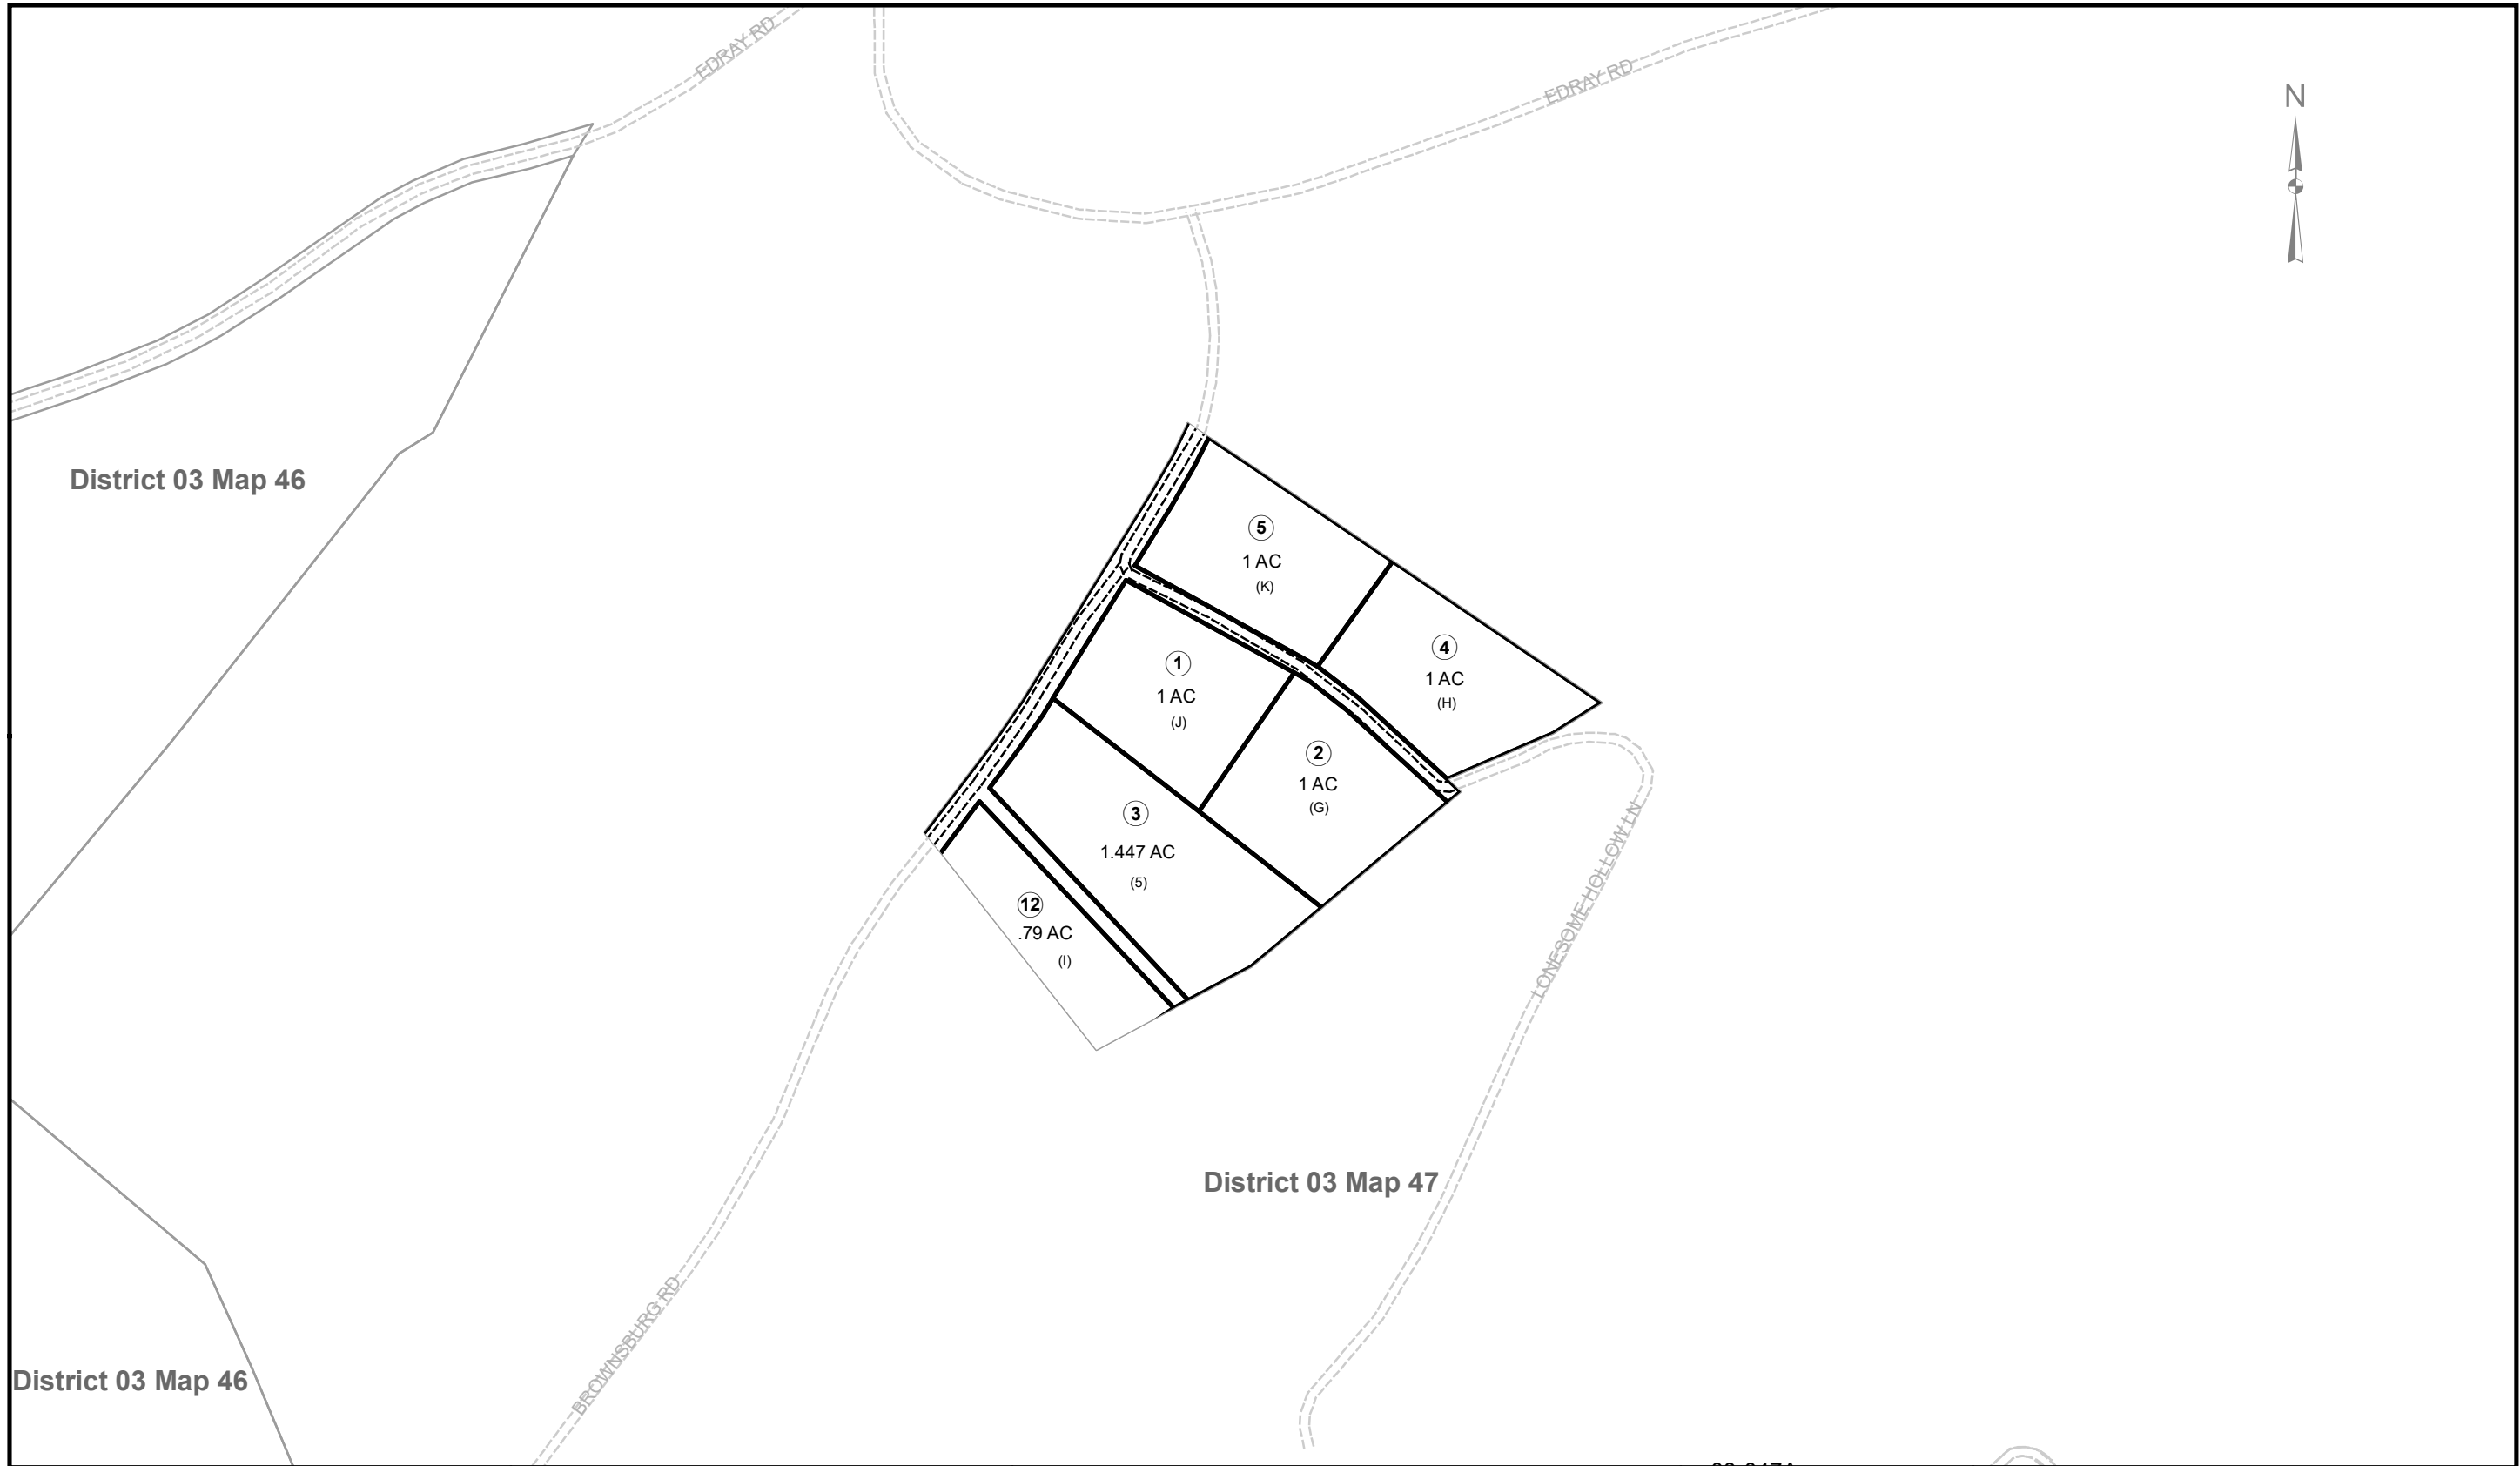 EDRAY RD
EDRAY RD
N
District 03 Map 46
5
1 AC
(K)
4
1 AC
(H)
1
1 AC
(J)
2
1 AC
(G)
3
1.447 AC
(5)
12
.79 AC
(I)
LONESOME HOLLOW LN
District 03 Map 47
BROWNSBURG RD
District 03 Map 46